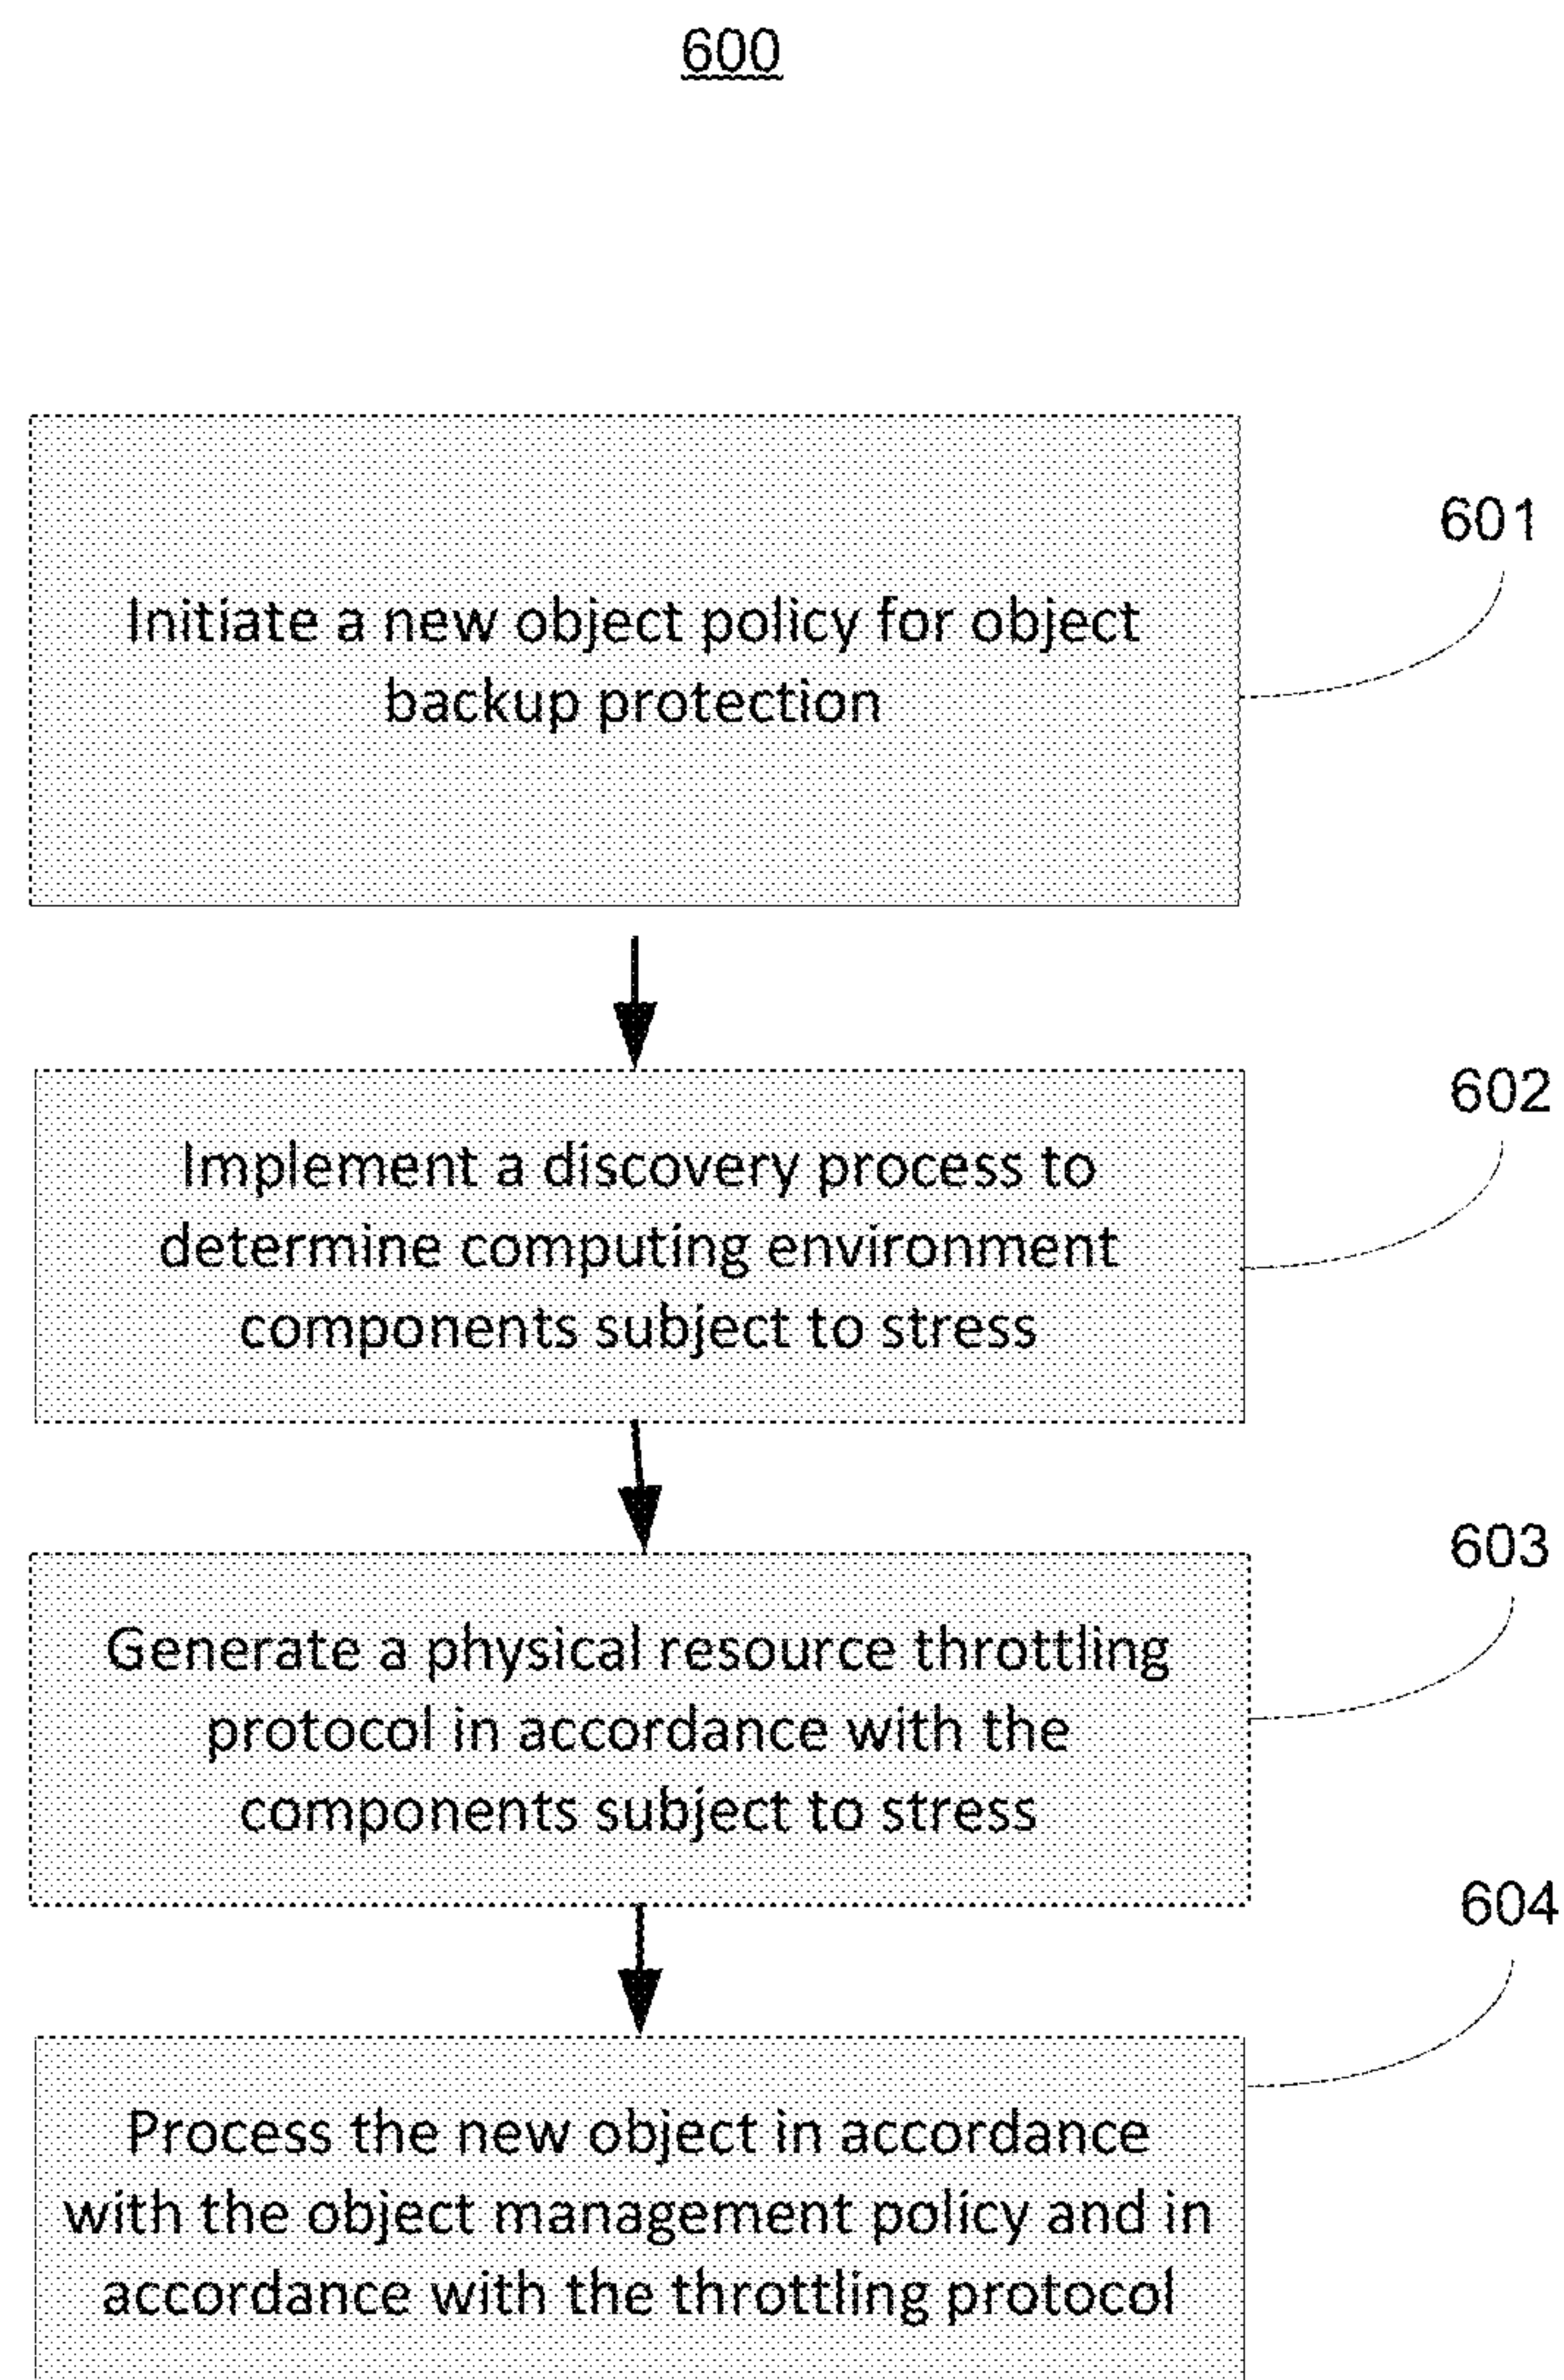 600
601
Initiate a new object policy for object
backup protection
602
Implement a discovery process to
determine computing environment
components subject to stress
603
Generate a physical resource throttling
protocol in accordance with the
components subject to stress
604
Process the new object in accordance
with the object management policy and in
accordance with the throttling protocol